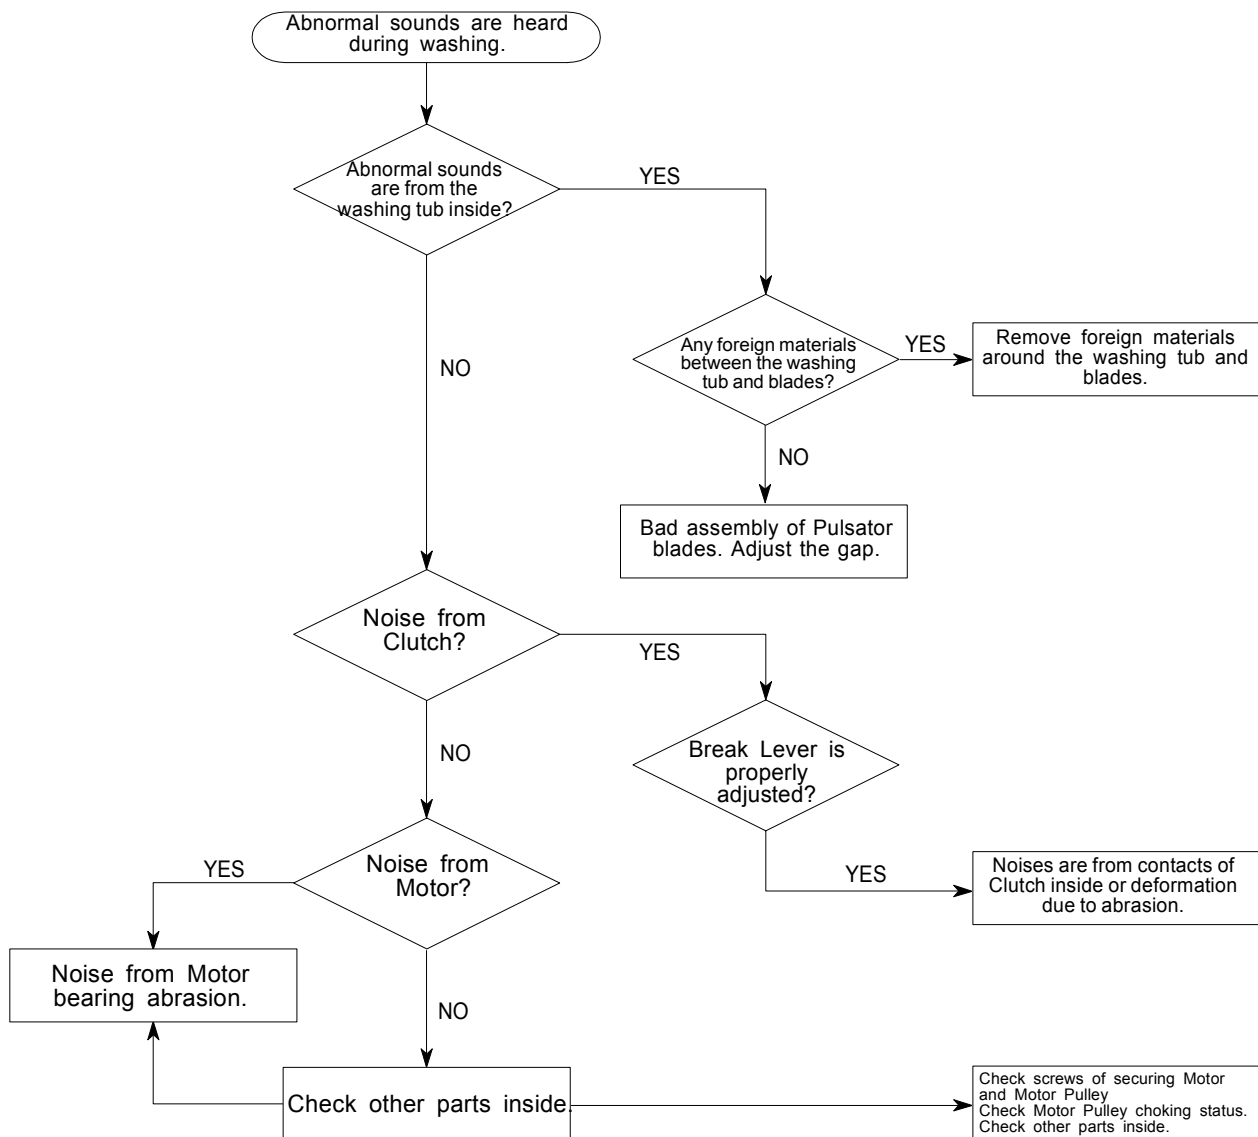 Abnormal sounds are heard
during washing.
Abnormal sounds
are from the
washing tub inside?
YES
NO
Any foreign materials
between the washing
tub and blades?
YES
Remove foreign materials
around the washing tub and
blades.
NO
Bad assembly of Pulsator
blades. Adjust the gap.
Noise from
Clutch?
YES
NO
Break Lever is
properly
adjusted?
YES
Noises are from contacts of
Clutch inside or deformation
due to abrasion.
Noise from
Motor?
YES
Noise from Motor
bearing abrasion.
NO
Check other parts inside.
Check screws of securing Motor
and Motor Pulley
Check Motor Pulley choking status.
Check other parts inside.